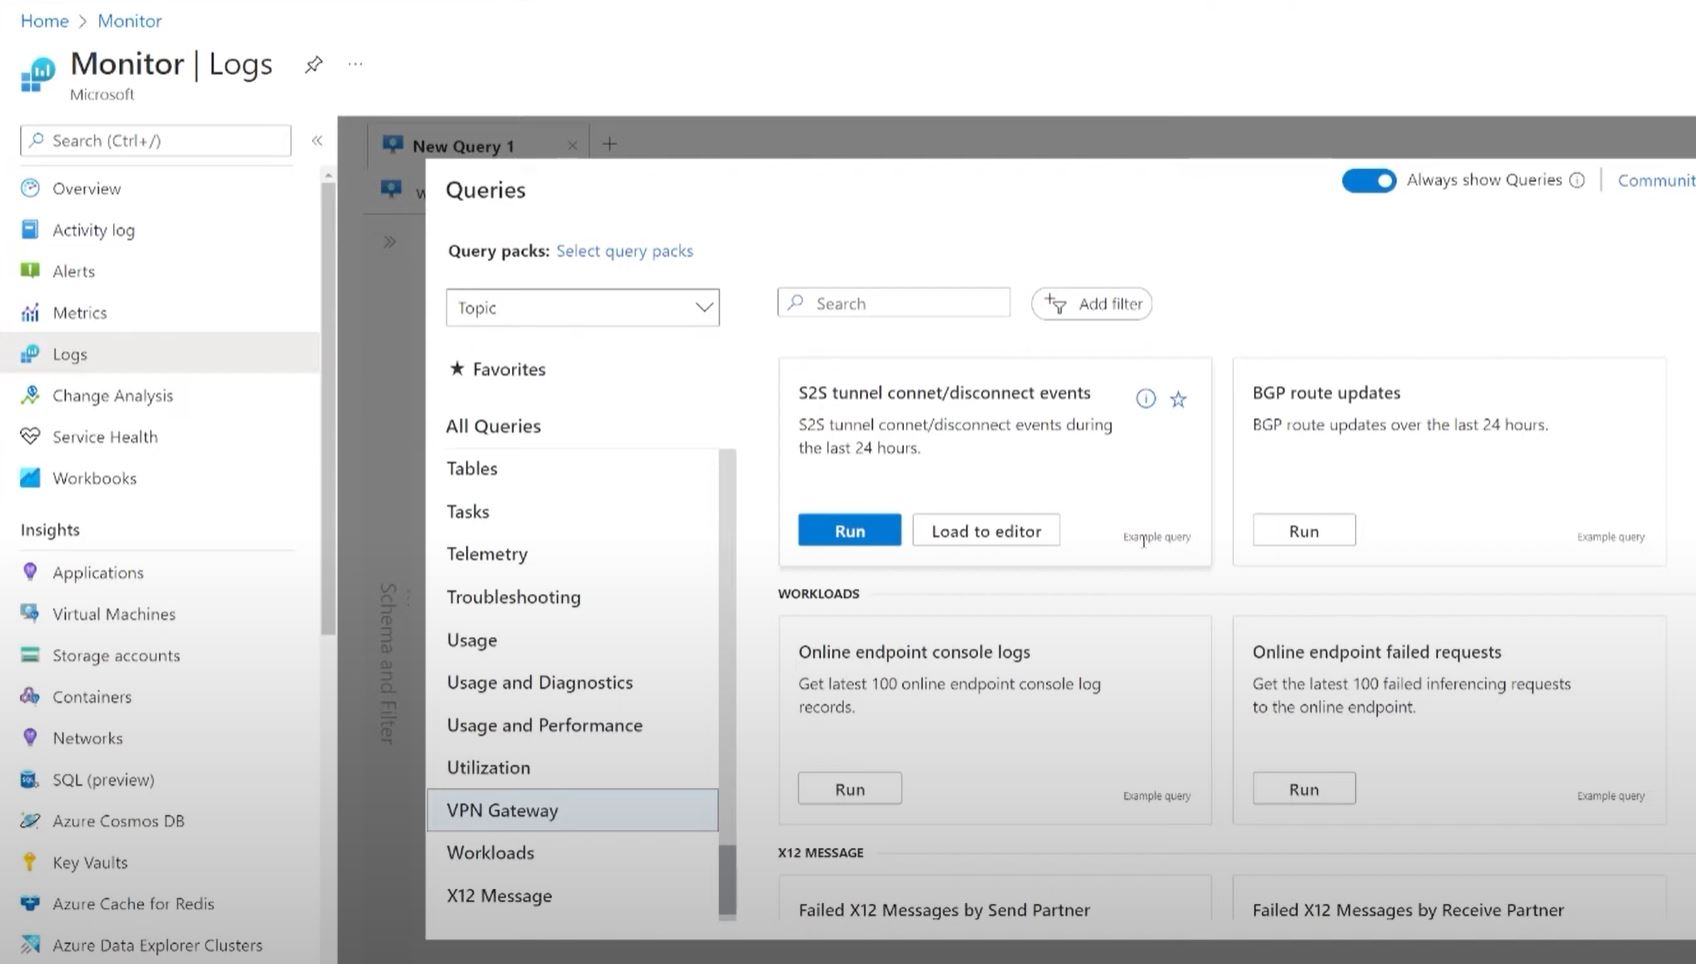 Home > Monitor
Monitor | Logs
...
Microsoft
Search (Ctrl+/)
«
Overview
Activity log
Alerts
Metrics
Logs
Change Analysis
Service Health
Workbooks
Insights
Applications
Virtual Machines
Storage accounts
Containers
Networks
SQL (preview)
Azure Cosmos DB
Key Vaults
Azure Cache for Redis
Azure Data Explorer Clusters
New Query 1
Schema and Filter
Queries
Always show Queries
Communit
Query packs: Select query packs
Topic
Search
Add filter
★ Favorites
All Queries
Tables
Tasks
Telemetry
Troubleshooting
Usage
Usage and Diagnostics
Usage and Performance
Utilization
VPN Gateway
Workloads
X12 Message
S2S tunnel connet/disconnect events
S2S tunnel connet/disconnect events during
the last 24 hours.
Run
Load to editor
Example query
BGP route updates
BGP route updates over the last 24 hours.
Run
Example query
WORKLOADS
Online endpoint console logs
Get latest 100 online endpoint console log
records.
Run
Example query
Online endpoint failed requests
Get the latest 100 failed inferencing requests
to the online endpoint.
Run
Example query
X12 MESSAGE
Failed X12 Messages by Send Partner
Failed X12 Messages by Receive Partner